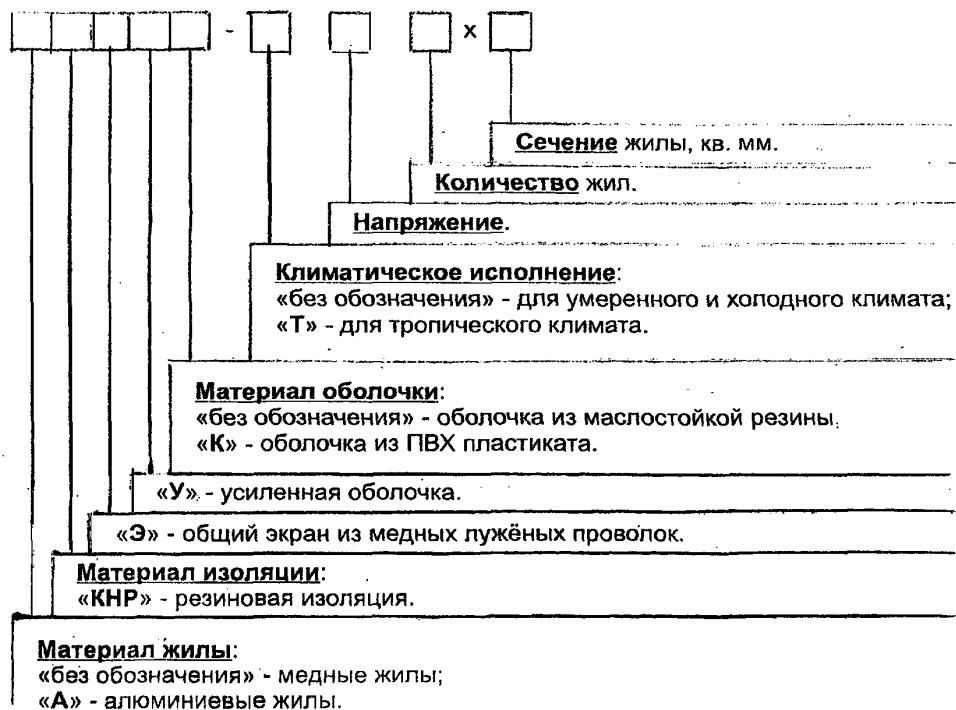 - х
Сечение жилы, кв. мм.
Количество жил.
Напряжение.
Климатическое исполнение:
«без обозначения» - для умеренного и холодного климата;
«Т» - для тропического климата.
Материал оболочки:
«без обозначения» - оболочка из маслостойкой резины.
«К» - оболочка из ПВХ пластиката.
«У» - усиленная оболочка.
«Э» - общий экран из медных лужёных проволок.
Материал изоляции:
«КНР» - резиновая изоляция.
Материал жилы:
«без обозначения» - медные жилы;
«А» - алюминиевые жилы.